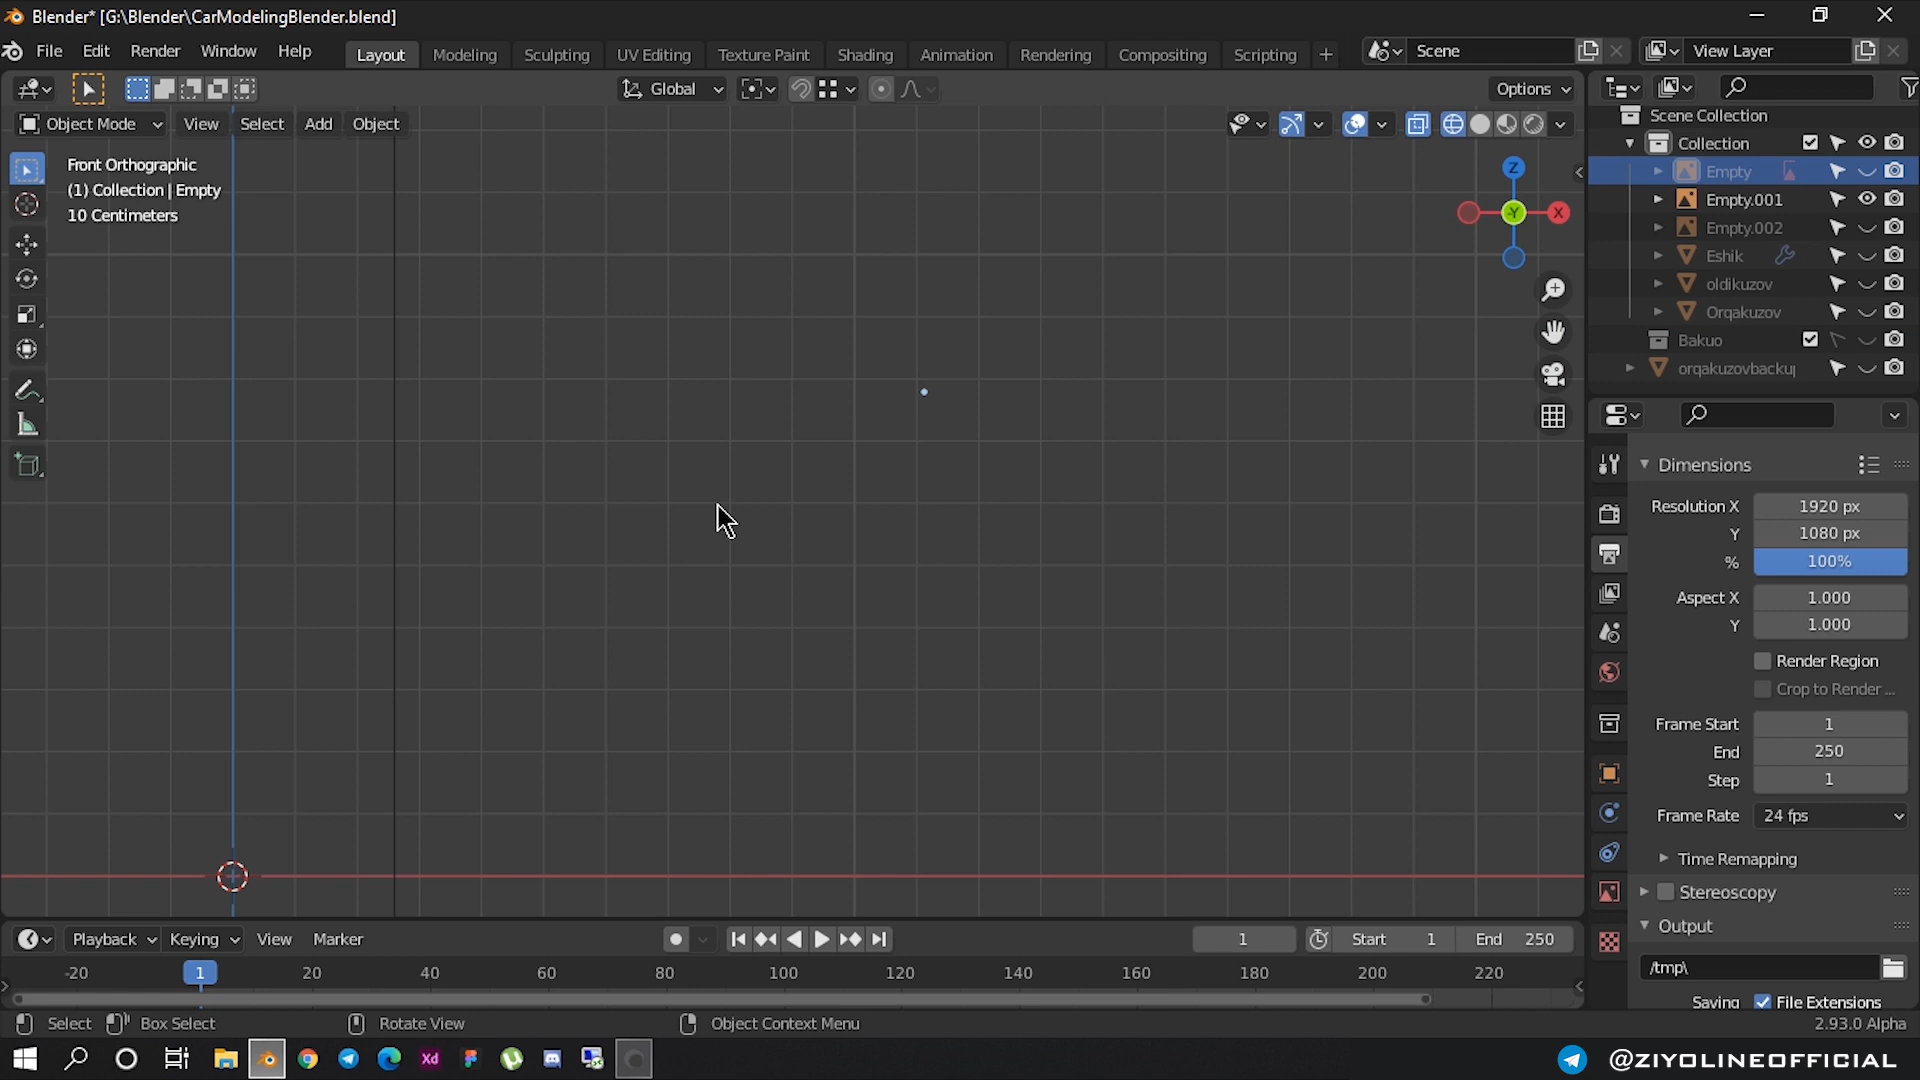 Blender* [G:\Blender\CarModelingBlender.blend]
File Edit Render Window Help
Layout Modeling Sculpting UV Editing Texture Paint Shading Animation Rendering Compositing Scripting +
Scene
View Layer
Global
Options
Object Mode View Select Add Object
Front Orthographic
(1) Collection | Empty
10 Centimeters
Z
-Y
X
Scene Collection
Collection
Empty
Empty.001
Empty.002
Eshik
oldikuzov
Orqakuzov
Bakuo
orqakuzovbacku
Dimensions
Resolution X 1920 px
Y 1080 px
% 100%
Aspect X 1.000
Y 1.000
Render Region
Crop to Render ...
Frame Start 1
End 250
Step 1
Frame Rate 24 fps
Time Remapping
Stereoscopy
Output
/tmp\
Saving File Extensions
Playback Keying View Marker
1
Start 1
End 250
-20 1 20 40 60 80 100 120 140 160 180 200 220
Select Box Select Rotate View Object Context Menu
2.93.0 Alpha
Xd
@ZIYOLINEOFFICIAL